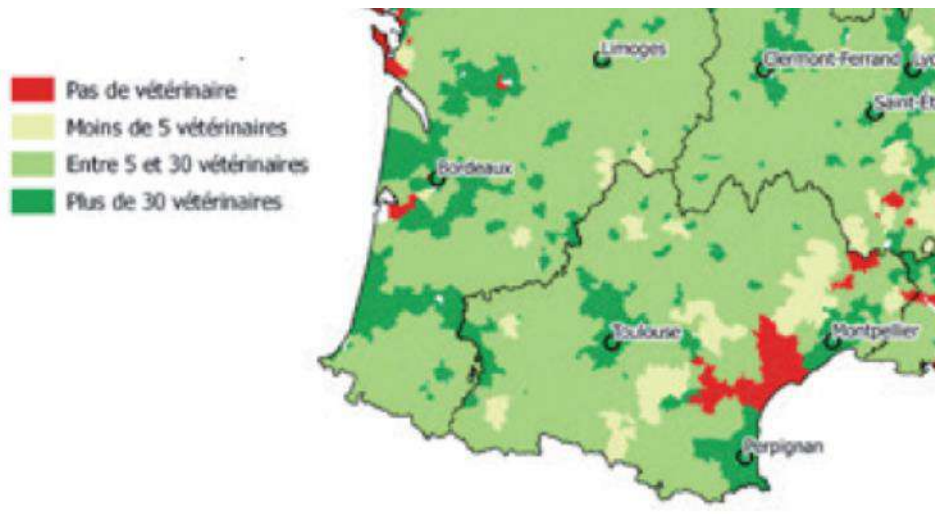 Pas de vétérinaire
Moins de 5 vétérinaires
Entre 5 et 30 vétérinaires
Plus de 30 vétérinaires
Limoges
Clermont-Ferrand
Lyo
Saint-Ét
Bordeaux
Toulouse
Montpellier
Perpignan